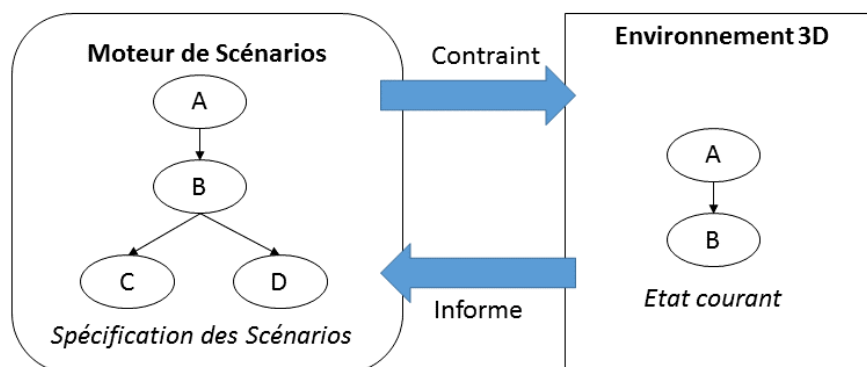 Moteur de Scénarios
A
B
C
D
Spécification des Scénarios
Contraint
Informe
Environnement 3D
A
B
Etat courant